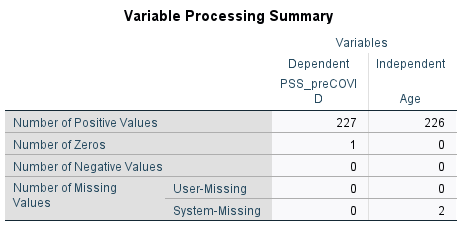 Variable Processing Summary
Variables
Dependent Independent
PSS_preCOVI
D Age
Number of Positive Values 227 226
Number of Zeros 1 0
Number of Negative Values 0 0
Number of Missing User-Missing 0 0
Values
System-Missing 0 2